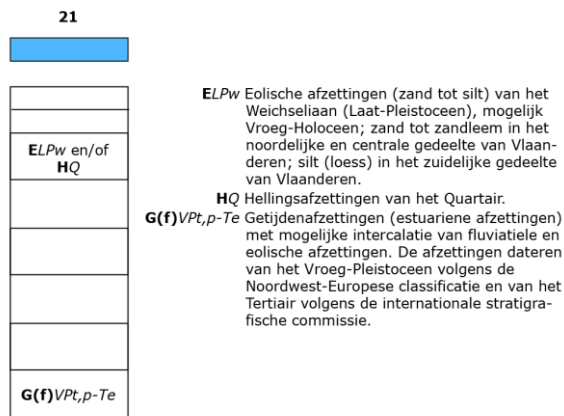 21
ELPw en/of
HQ
G(f)VPt,p-Te
ELPw Eolische afzettingen (zand tot silt) van het
Weichseliaan (Laat-Pleistoceen), mogelijk
Vroeg-Holoceen; zand tot zandleem in het
noordelijke en centrale gedeelte van Vlaan-
deren; silt (loess) in het zuidelijke gedeelte
van Vlaanderen.
HQ Hellingsafzettingen van het Quartair.
G(f)VPt,p-Te Getijdenafzettingen (estuariene afzettingen)
met mogelijke intercalatie van fluviatiele en
eolische afzettingen. De afzettingen dateren
van het Vroeg-Pleistoceen volgens de
Noordwest-Europese classificatie en van het
Tertiair volgens de internationale stratigra-
fische commissie.